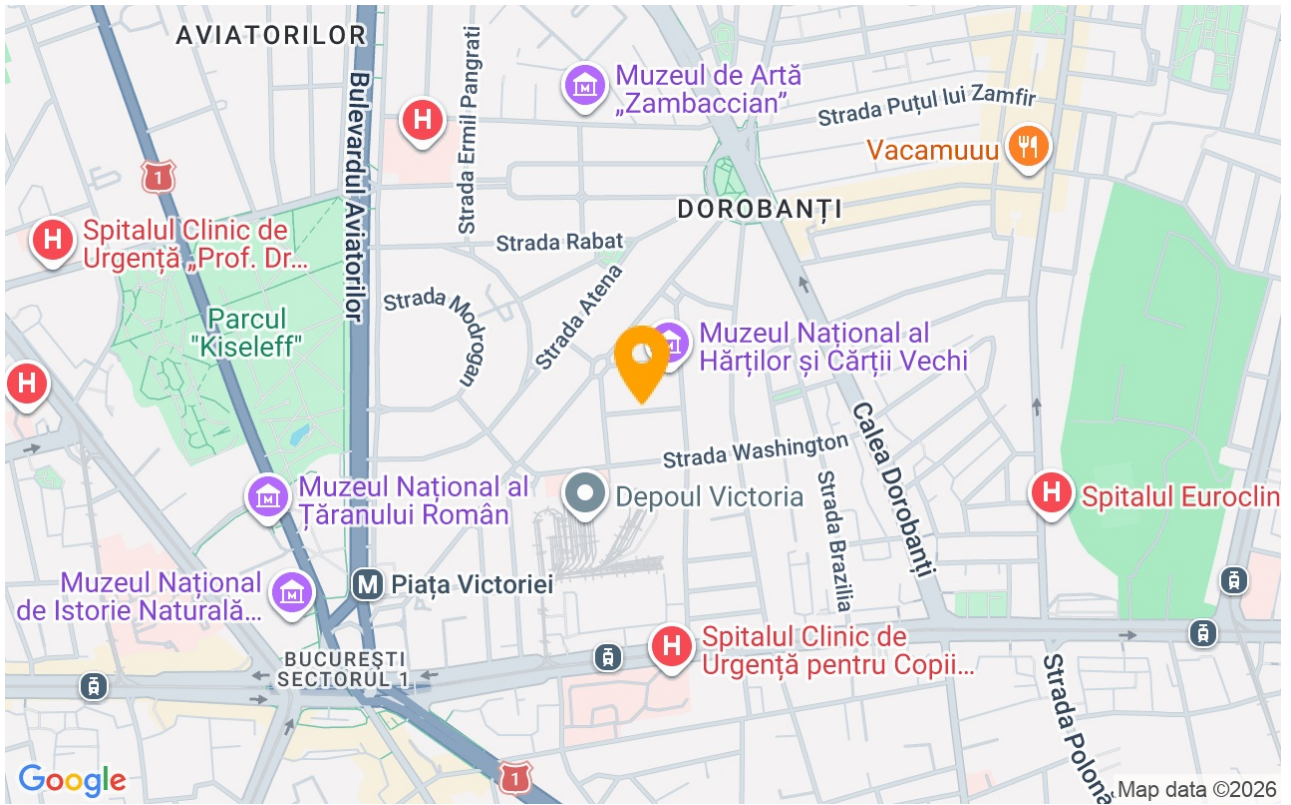 AVIATORILOR
Bulevardul Aviatorilor
Strada Ermil Pangrati
Muzeul de Artă
„Zambaccian”
Strada Puțul lui Zamfir
Vacamuuu
H
1
DOROBANȚI
H
Spitalul Clinic de
Urgență „Prof. Dr...
Strada Rabat
Strada Atena
Strada Modrogan
Parcul
"Kiseleff"
Muzeul Național al
Hărților și Cărții Vechi
H
Calea Dorobanți
Strada Washington
Muzeul Național al
Țăranului Român
Depoul Victoria
Strada Brazilia
H
Spitalul Euroclin
Muzeul Național
de Istorie Naturală...
M
Piața Victoriei
H
Spitalul Clinic de
Urgență pentru Copii...
BUCUREȘTI
SECTORUL 1
Strada Polonă
1
Google
Map data ©2026